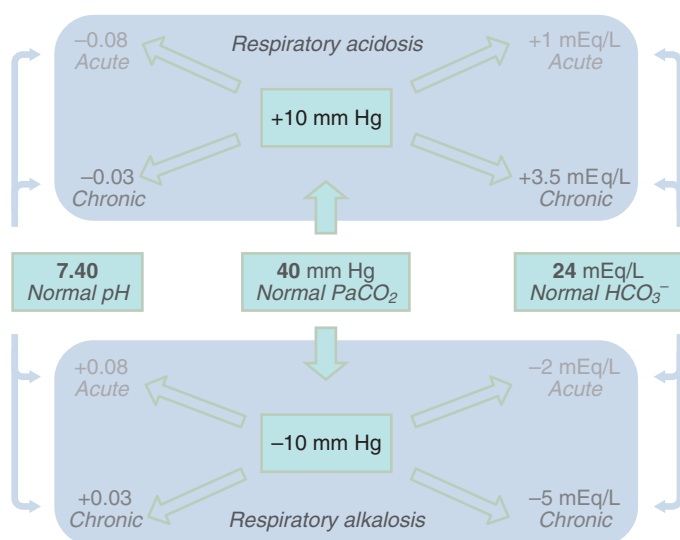 –0.08
Acute
Respiratory acidosis
+1 mEq/L
Acute
+10 mm Hg
–0.03
Chronic
+3.5 mEq/L
Chronic
7.40
Normal pH
40 mm Hg
Normal PaCO₂
24 mEq/L
Normal HCO₃⁻
+0.08
Acute
–2 mEq/L
Acute
–10 mm Hg
+0.03
Chronic
Respiratory alkalosis
–5 mEq/L
Chronic